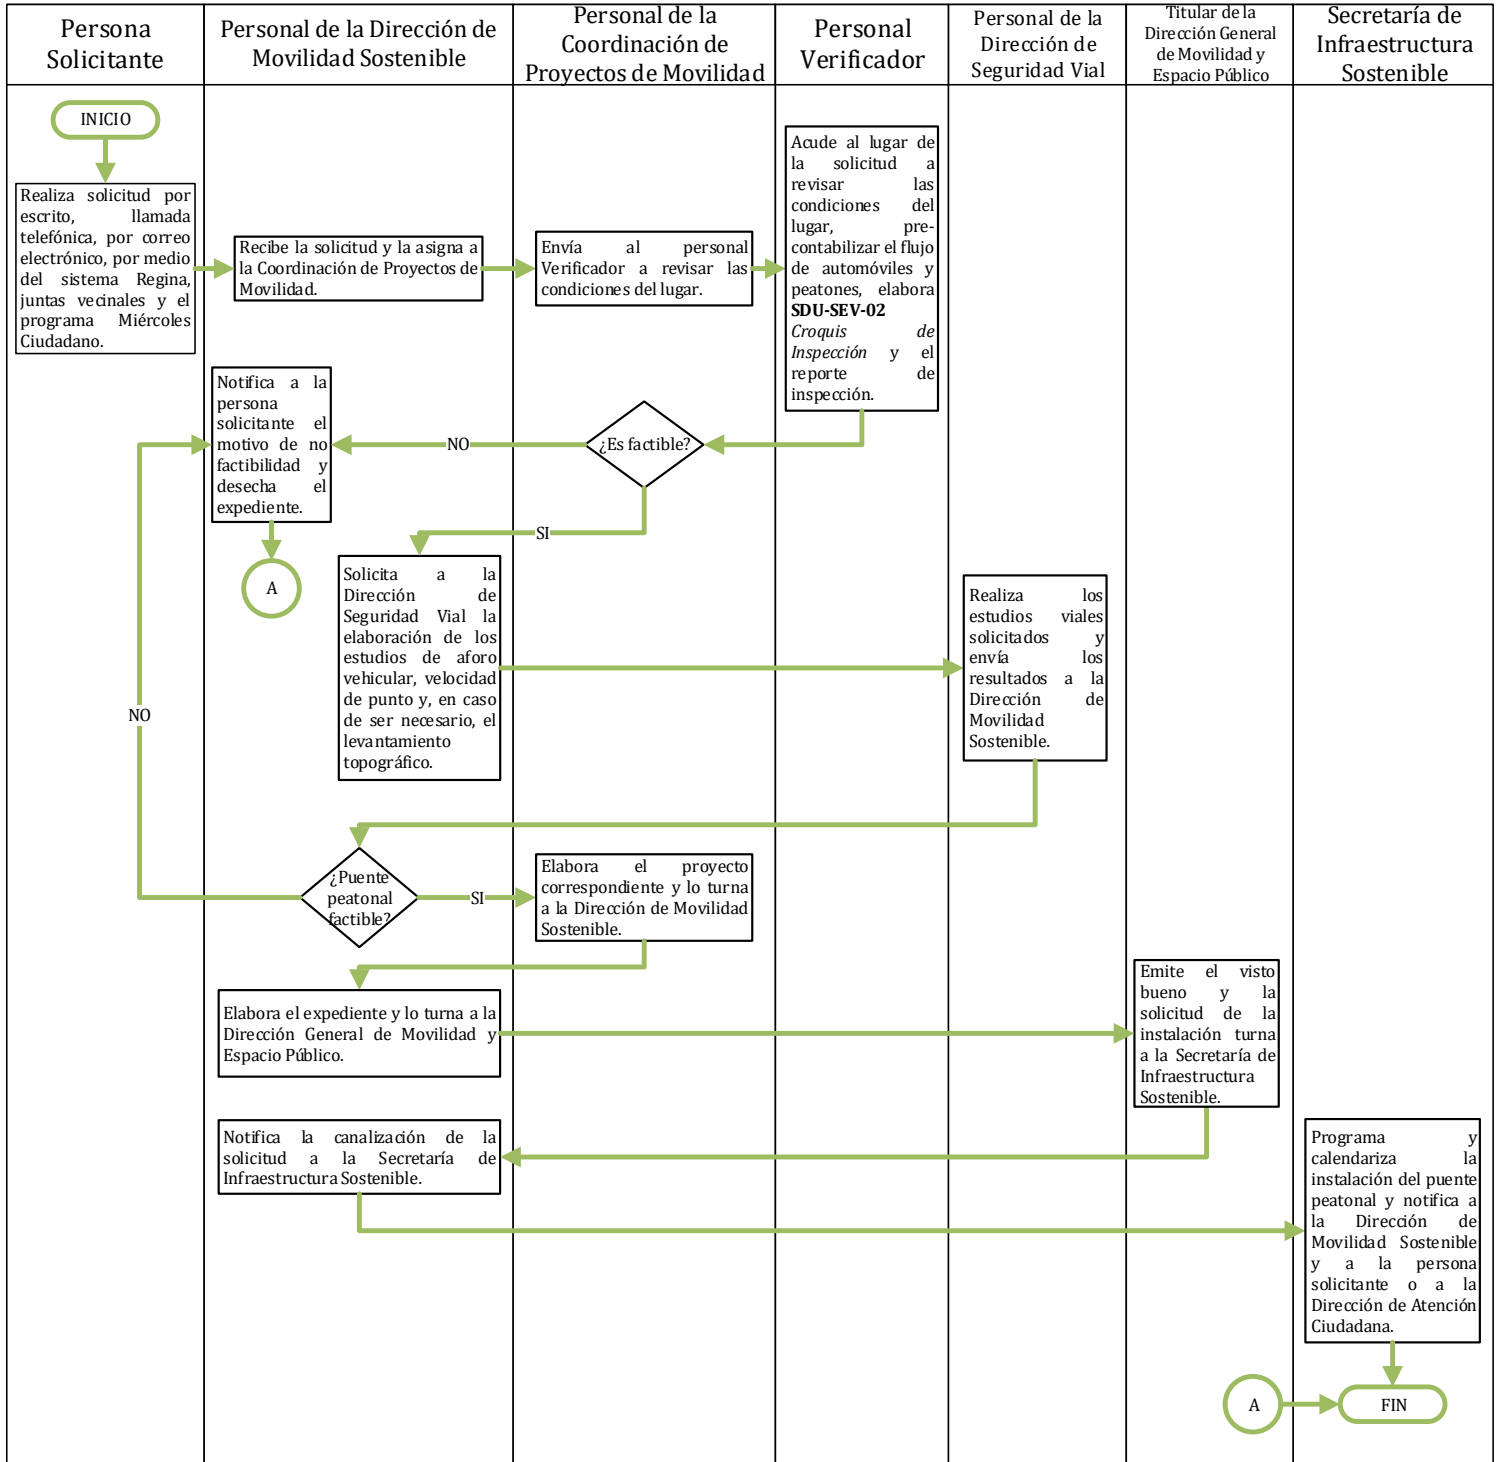 Persona
Solicitante
Personal de la Dirección de
Movilidad Sostenible
Personal de la
Coordinación de
Proyectos de Movilidad
Personal
Verificador
Personal de la
Dirección de
Seguridad Vial
Titular de la
Dirección General
de Movilidad y
Espacio Público
Secretaría de
Infraestructura
Sostenible
INICIO
Realiza solicitud por
escrito, llamada
telefónica, por correo
electrónico, por medio
del sistema Regina,
juntas vecinales y el
programa Miércoles
Ciudadano.
Recibe la solicitud y la asigna a
la Coordinación de Proyectos de
Movilidad.
Envía al personal
Verificador a revisar las
condiciones del lugar.
Acude al lugar de
la solicitud a
revisar las
condiciones del
lugar, pre-
contabilizar el flujo
de automóviles y
peatones, elabora
SDU-SEV-02
Croquis de
Inspección y el
reporte de
inspección.
¿Es factible?
NO
Notifica a la
persona
solicitante el
motivo de no
factibilidad y
desecha el
expediente.
A
SI
Solicita a la
Dirección de
Seguridad Vial la
elaboración de los
estudios de aforo
vehicular, velocidad
de punto y, en caso
de ser necesario, el
levantamiento
topográfico.
Realiza los
estudios viales
solicitados y
envía los
resultados a la
Dirección de
Movilidad
Sostenible.
NO
¿Puente
peatonal
factible?
SI
Elabora el proyecto
correspondiente y lo turna
a la Dirección de Movilidad
Sostenible.
Elabora el expediente y lo turna a la
Dirección General de Movilidad y
Espacio Público.
Emite el visto
bueno y la
solicitud de la
instalación turna
a la Secretaría de
Infraestructura
Sostenible.
Notifica la canalización de la
solicitud a la Secretaría de
Infraestructura Sostenible.
Programa y
calendariza la
instalación del puente
peatonal y notifica a
la Dirección de
Movilidad Sostenible
y a la persona
solicitante o a la
Dirección de Atención
Ciudadana.
A
FIN